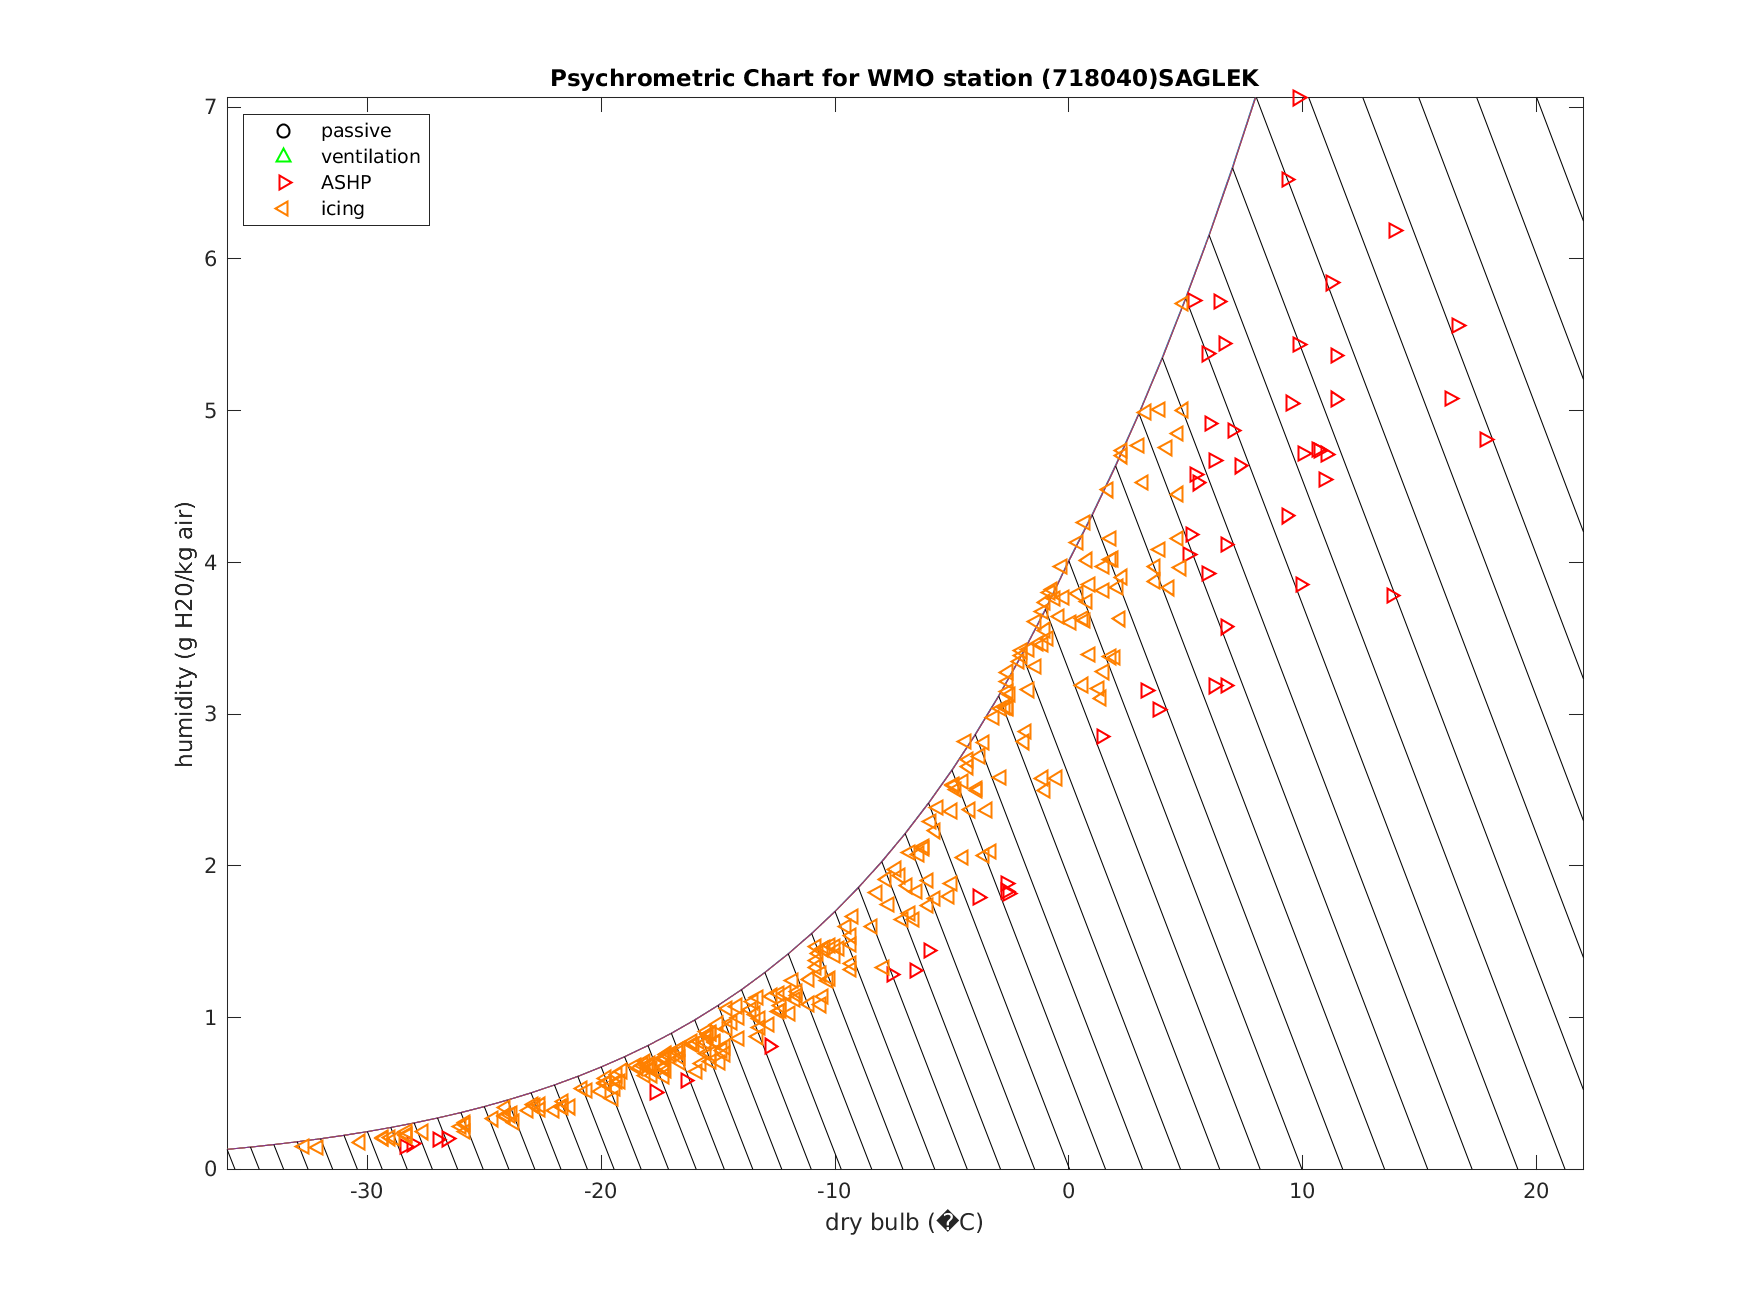 Psychrometric Chart for WMO station (718040)SAGLEK
passive
ventilation
ASHP
icing
7
6
5
4
3
2
1
0
humidity (g H20/kg air)
-30 -20 -10 0 10 20
dry bulb (�C)